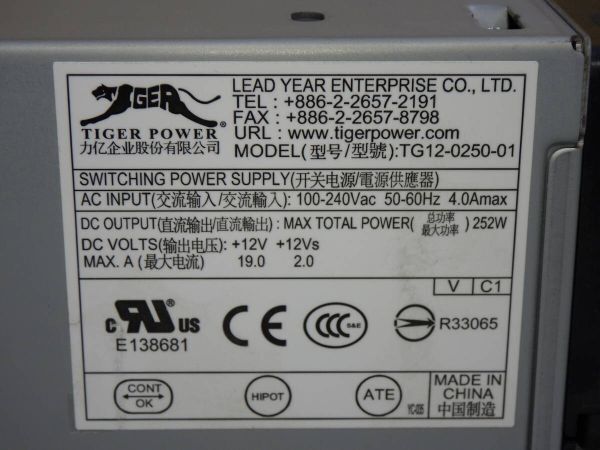 TIGER
TIGER POWER ®
力亿企业股份有限公司
LEAD YEAR ENTERPRISE CO., LTD.
TEL : +886-2-2657-2191
FAX : +886-2-2657-8798
URL : www.tigerpower.com
MODEL(型号/型號):TG12-0250-01
SWITCHING POWER SUPPLY(开关电源/電源供應器)
AC INPUT(交流输入/交流輸入): 100-240Vac 50-60Hz 4.0Amax
DC OUTPUT(直流输出/直流輸出) : MAX TOTAL POWER( 总功率 最大功率 ) 252W
DC VOLTS(输出电压): +12V +12Vs
MAX. A (最大电流) 19.0 2.0
V C1
c RU US
E138681
CE
CCC S&E
R33065
CONT OK
HIPOT
ATE
YC-035
MADE IN
CHINA
中国制造